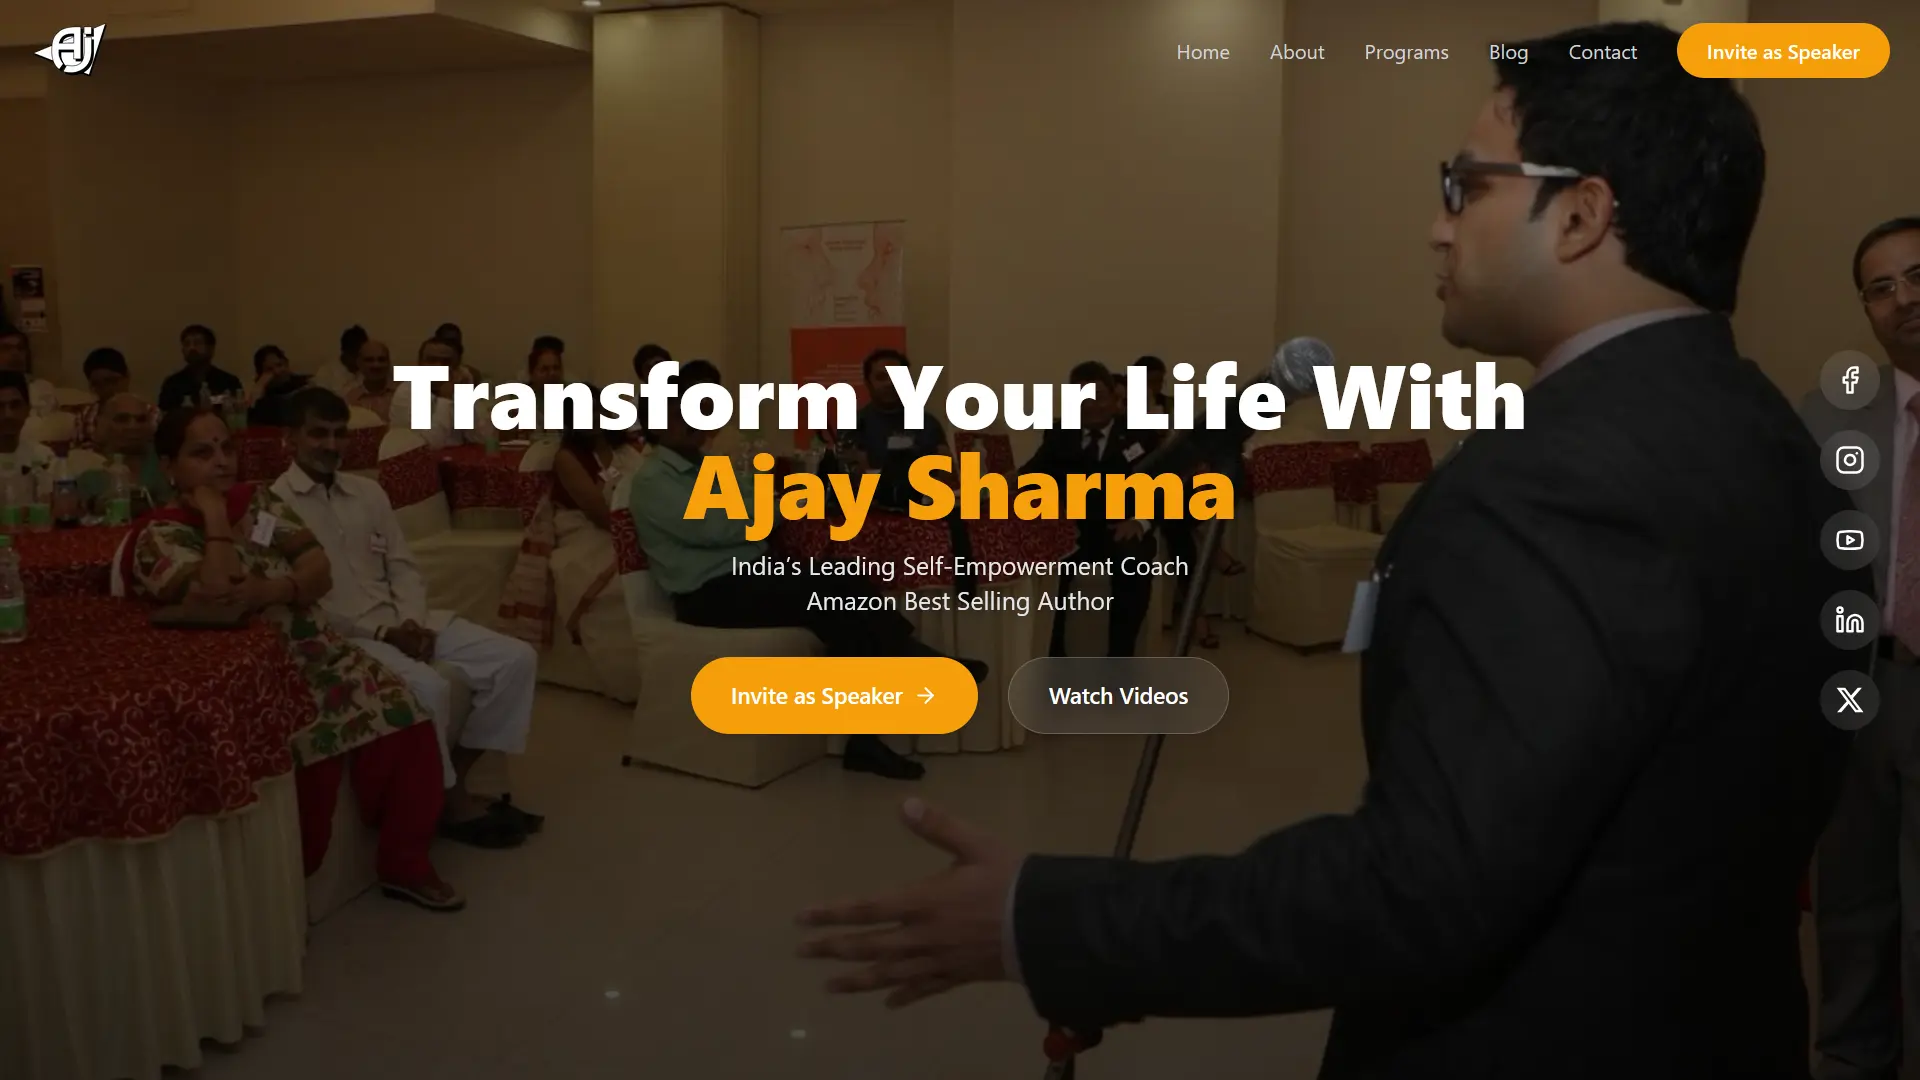 Aj
Home
About
Programs
Blog
Contact
Invite as Speaker
Transform Your Life With
Ajay Sharma
India’s Leading Self-Empowerment Coach
Amazon Best Selling Author
Invite as Speaker
Watch Videos